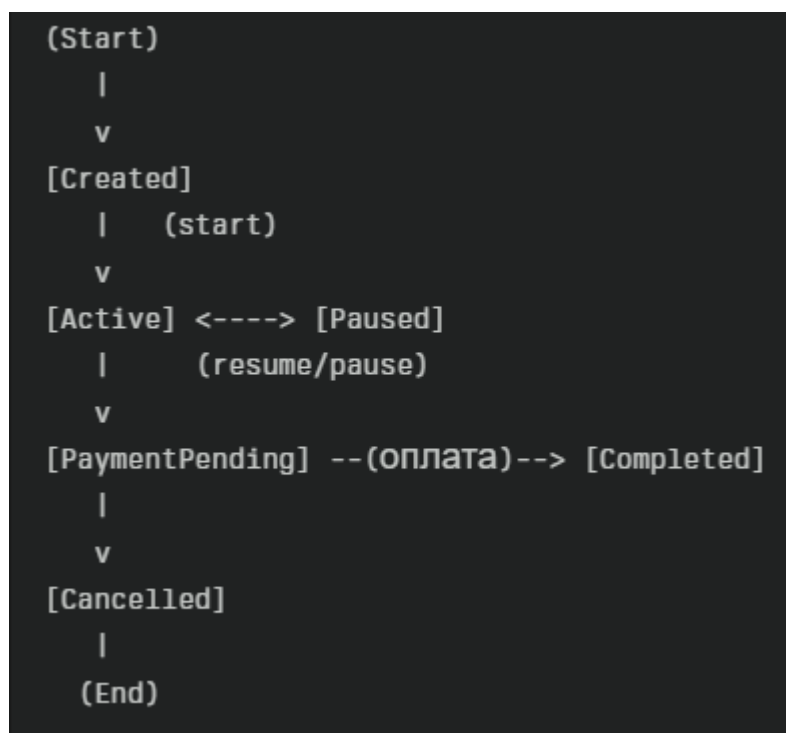 (Start)
|
v
[Created]
| (start)
v
[Active] <----> [Paused]
| (resume/pause)
v
[PaymentPending] --(оплата)--> [Completed]
|
v
[Cancelled]
|
(End)